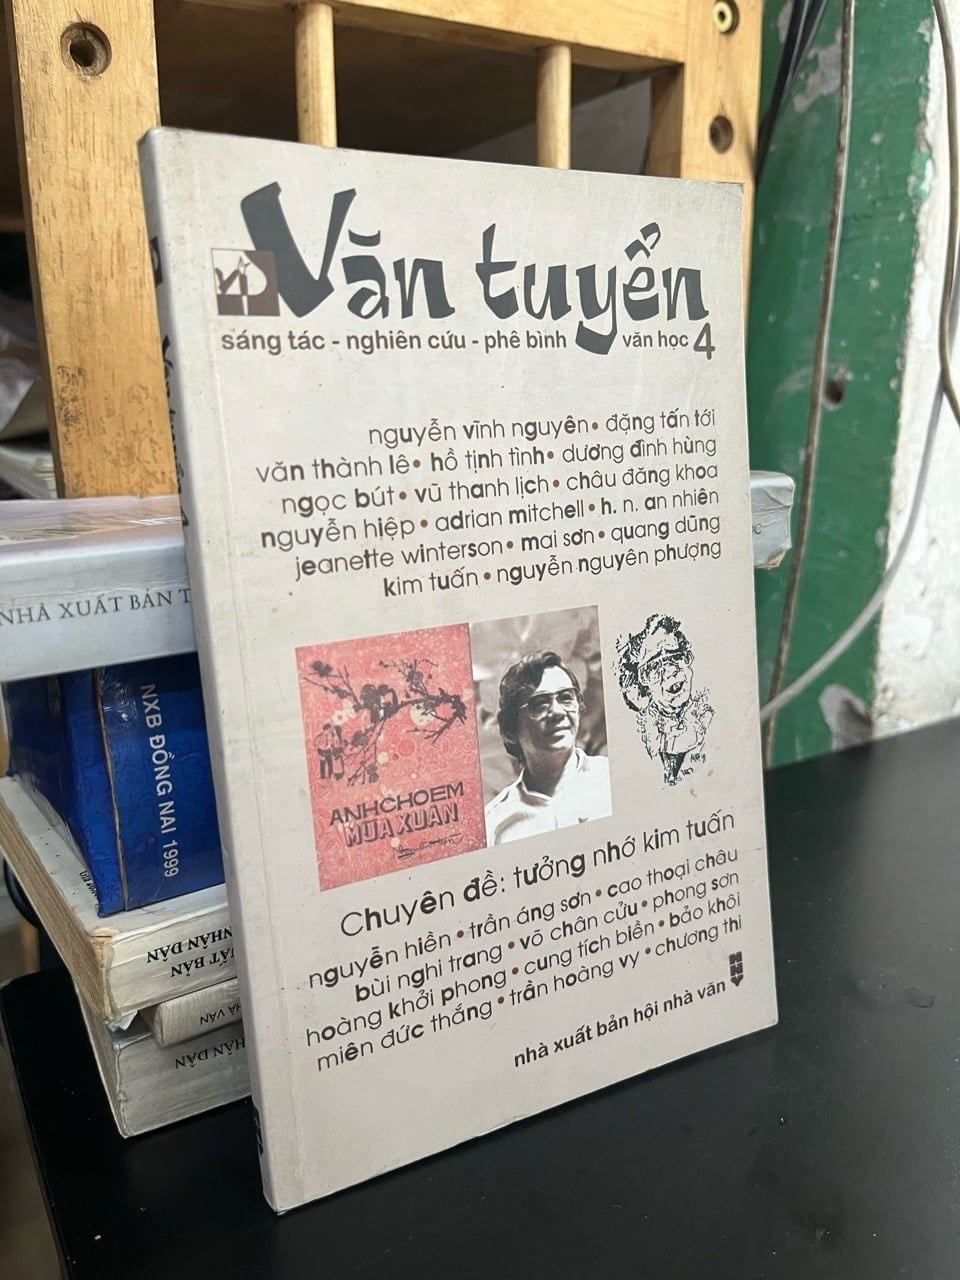 Văn tuyển
sáng tác - nghiên cứu - phê bình văn học 4
nguyễn vĩnh nguyên • đặng tấn tới
văn thành lê • hồ tịnh tình • dương đình hùng
ngọc bút • vũ thanh lịch • châu đăng khoa
nguyễn hiệp • adrian mitchell • h. n. an nhiên
jeanette winterson • mai sơn • quang dũng
kim tuấn • nguyễn nguyên phượng
ANHCHOEM
MÙA XUÂN
Chuyên đề: tưởng nhớ kim tuấn
nguyễn hiền • trần áng sơn • cao thoại châu
bùi nghi trang • võ chân cửu • phong sơn
hoàng khởi phong • cung tích biền • bảo khôi
miên đức thắng • trần hoàng vy • chương thi
nhà xuất bản hội nhà văn
NHÀ XUẤT BẢN T
NXB ĐỒNG NAI 1999
NHÂN DÂN